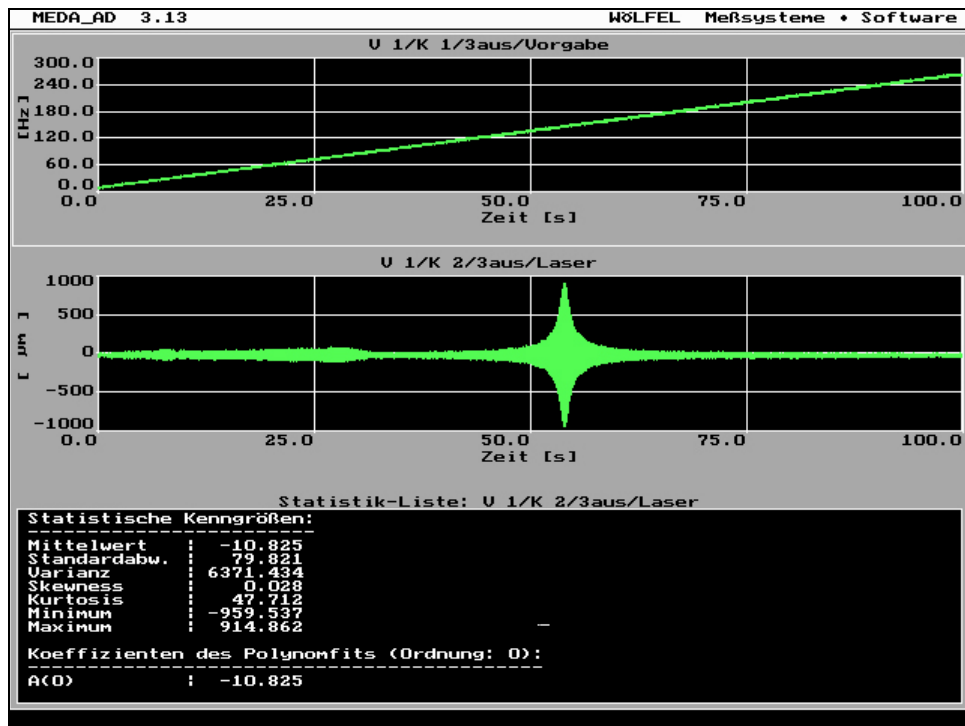 MEDA_AD 3.13 WÖLFEL Meßsysteme • Software
V 1/K 1/3aus/Vorgabe
300.0
240.0
180.0
120.0
60.0
0.0
[Hz]
0.0 25.0 50.0 75.0 100.0
Zeit [s]
V 1/K 2/3aus/Laser
1000
500
0
-500
-1000
[ µm ]
0.0 25.0 50.0 75.0 100.0
Zeit [s]
Statistik-Liste: V 1/K 2/3aus/Laser
Statistische Kenngrößen:
-------------------------
Mittelwert ¦ -10.825
Standardabw. ¦ 79.821
Varianz ¦ 6371.434
Skewness ¦ 0.028
Kurtosis ¦ 47.712
Minimum ¦ -959.537
Maximum ¦ 914.862
Koeffizienten des Polynomfits (Ordnung: 0):
---------------------------------------------
A(0) ¦ -10.825